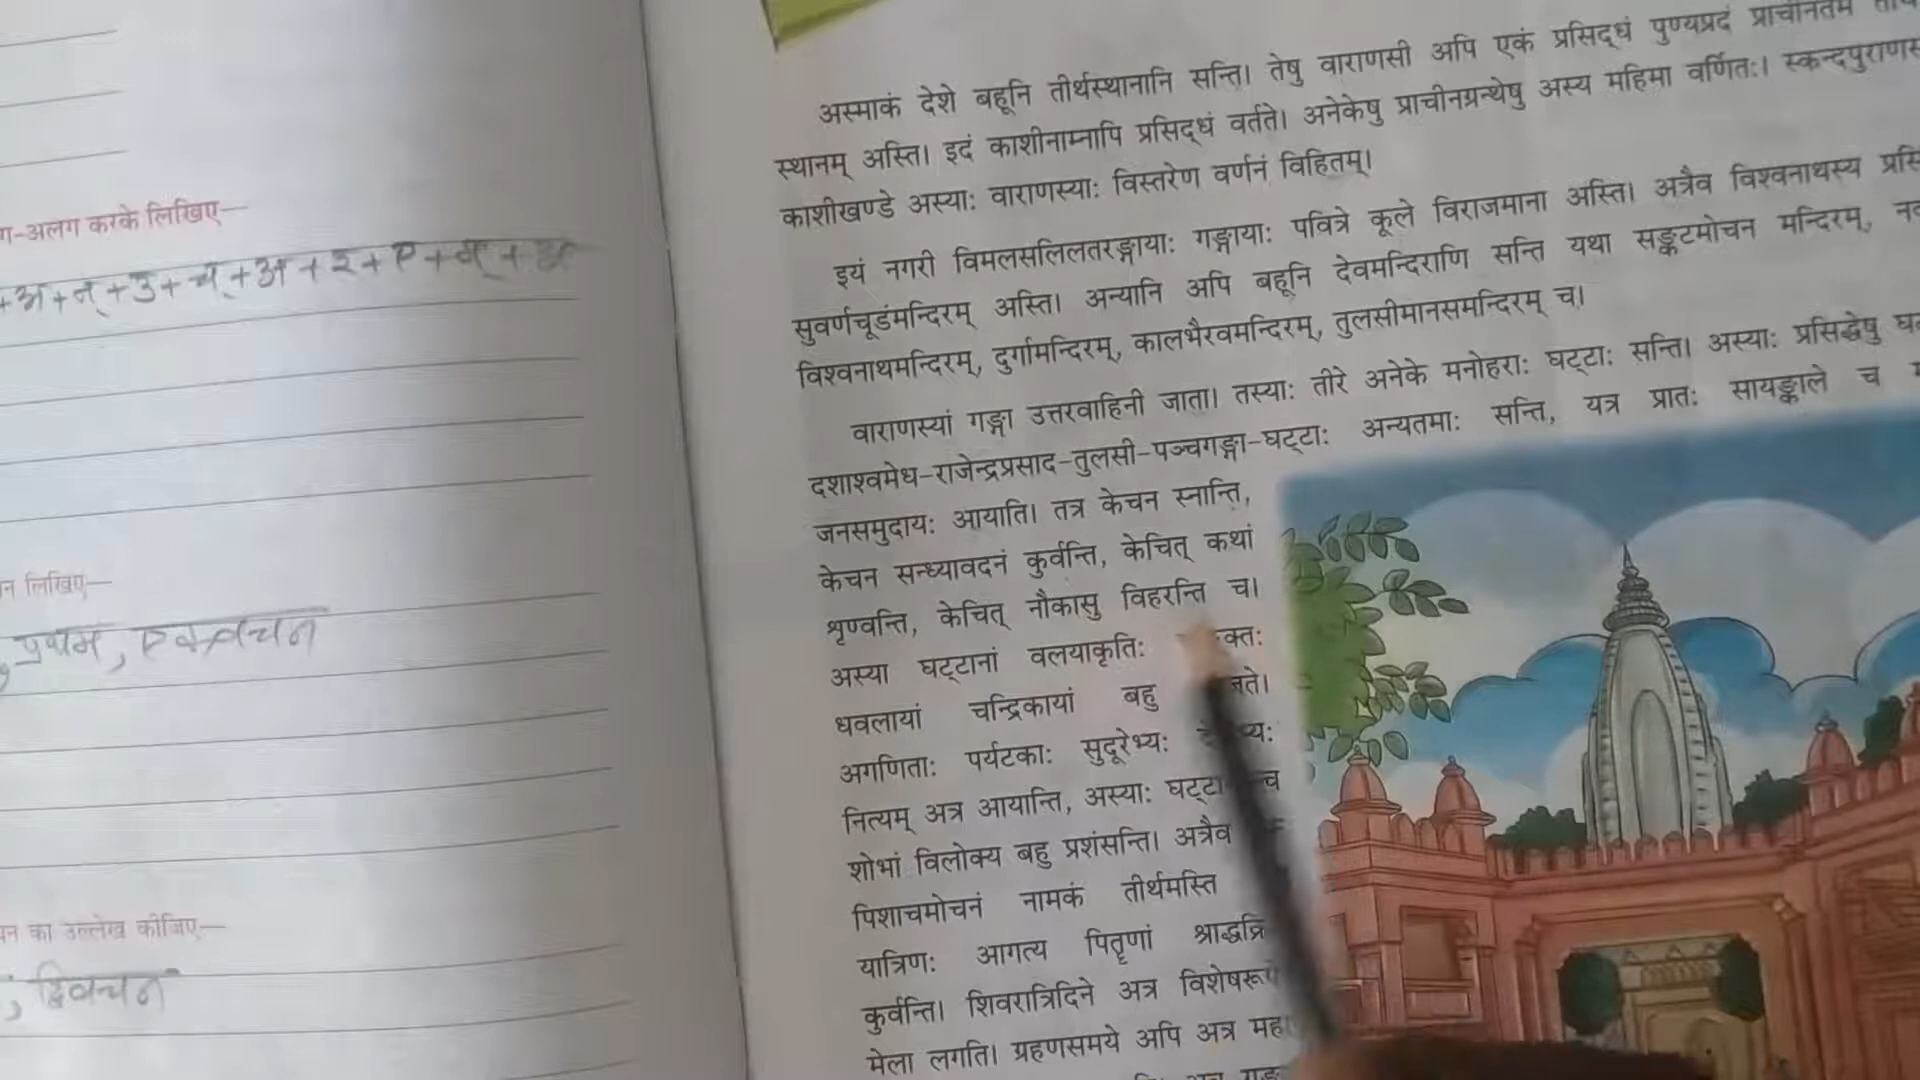 ग-अलग करके लिखिए—
+अ+न्+उ+च्+अ+र+
न लिखिए—
प्रथम, एकवचन
न का उल्लेख कीजिए—
, द्विवचन
अस्माकं देशे बहूनि तीर्थस्थानानि सन्ति। तेषु वाराणसी अपि एकं प्रसिद्धं पुण्यप्रदं प्राचीनतमं
स्थानम् अस्ति। इदं काशीनाम्नापि प्रसिद्धं वर्तते। अनेकेषु प्राचीनग्रन्थेषु अस्य महिमा वर्णितः। स्कन्दपुराणस
काशीखण्डे अस्याः वाराणस्याः विस्तरेण वर्णनं विहितम्।
इयं नगरी विमलसलिलतरङ्गायाः गङ्गायाः पवित्रे कूले विराजमाना अस्ति। अत्रैव विश्वनाथस्य प्रसि
सुवर्णचूडंमन्दिरम् अस्ति। अन्यानि अपि बहूनि देवमन्दिराणि सन्ति यथा सङ्कटमोचन मन्दिरम्, नव
विश्वनाथमन्दिरम्, दुर्गामन्दिरम्, कालभैरवमन्दिरम्, तुलसीमानसमन्दिरम् च।
वाराणस्यां गङ्गा उत्तरवाहिनी जाता। तस्याः तीरे अनेके मनोहराः घट्टाः सन्ति। अस्याः प्रसिद्धेषु घट
दशाश्वमेध-राजेन्द्रप्रसाद-तुलसी-पञ्चगङ्गा-घट्टाः अन्यतमाः सन्ति, यत्र प्रातः सायङ्काले च
जनसमुदायः आयाति। तत्र केचन स्नान्ति,
केचन सन्ध्यावदनं कुर्वन्ति, केचित् कथां
शृण्वन्ति, केचित् नौकासु विहरन्ति च।
अस्या घट्टानां वलयाकृतिः क्तः
धवलायां चन्द्रिकायां बहु जते।
अगणिताः पर्यटकाः सुदूरेभ्यः यः
नित्यम् अत्र आयान्ति, अस्याः घट्टा च
शोभां विलोक्य बहु प्रशंसन्ति। अत्रैव
पिशाचमोचनं नामकं तीर्थमस्ति
यात्रिणः आगत्य पितॄणां श्राद्धक्रि
कुर्वन्ति। शिवरात्रिदिने अत्र विशेषरूपे
मेला लगति। ग्रहणसमये अपि अत्र महा